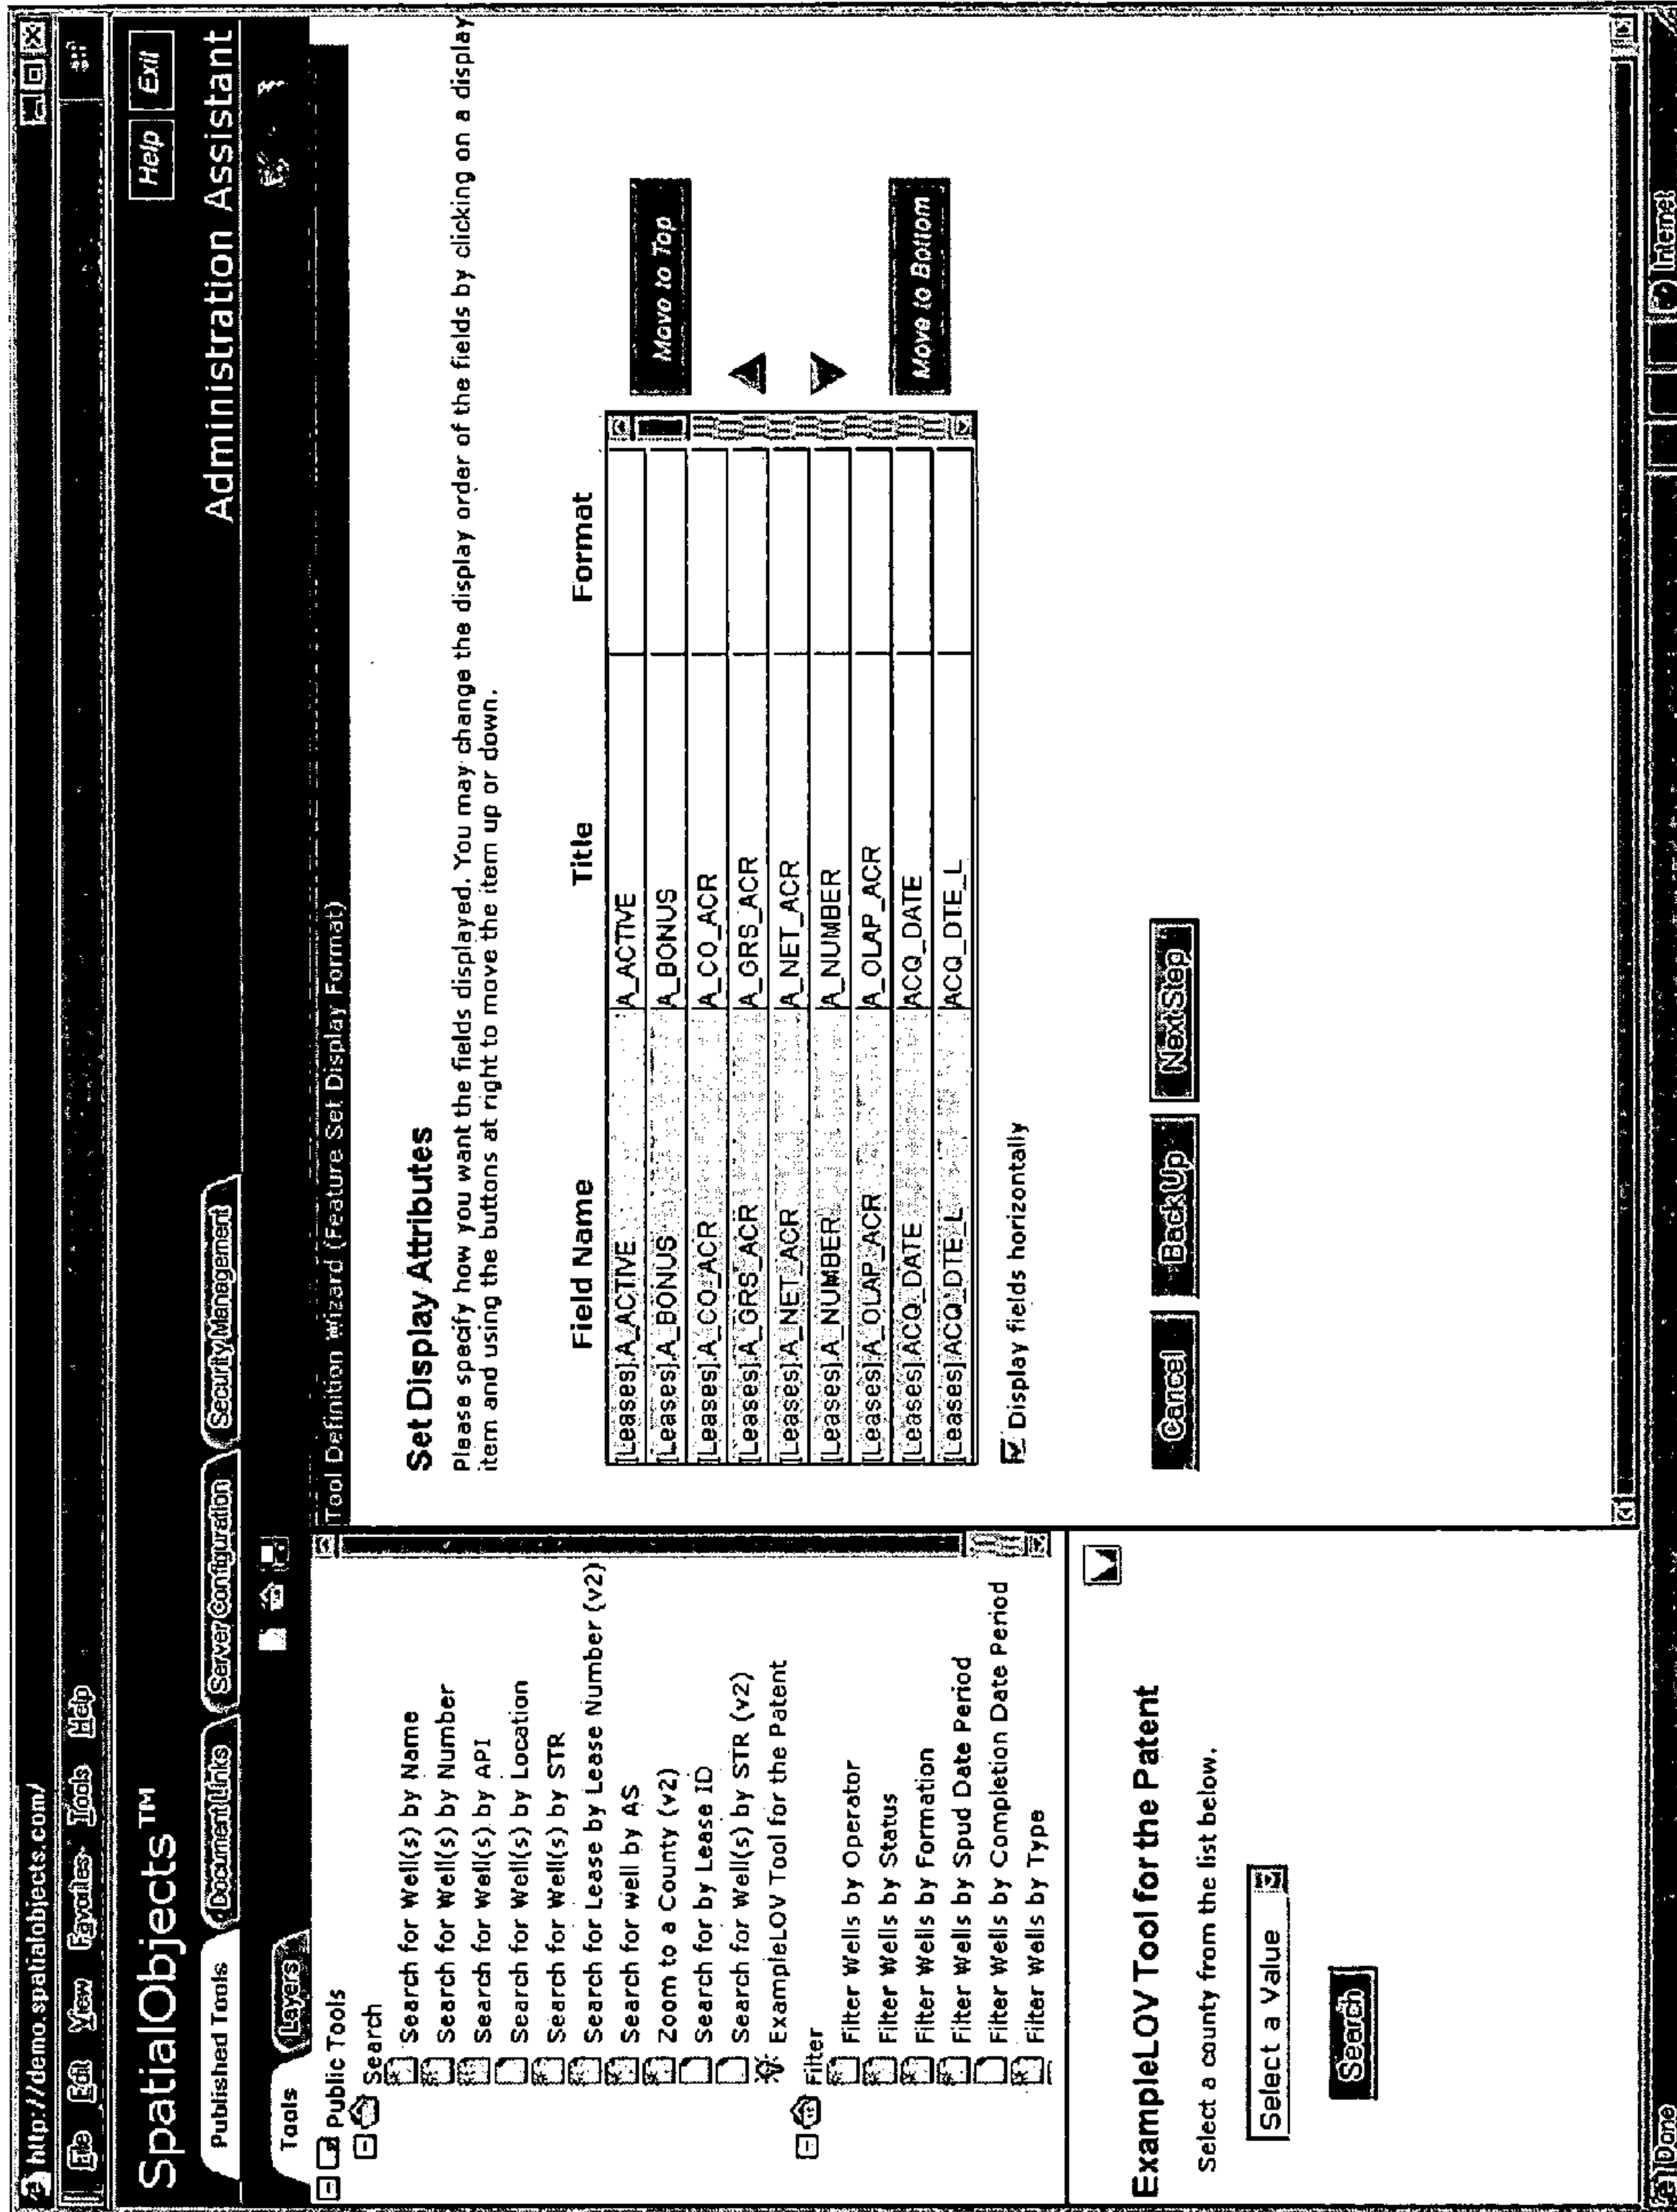 http://demo.spatialobjects.com/
File Edit View Favorites Tools Help
SpatialObjects™
Help Exit
Administration Assistant
Published Tools Document Links Server Configuration Security Management
Tools Layers
Public Tools
Search
Search for Well(s) by Name
Search for Well(s) by Number
Search for Well(s) by API
Search for Well(s) by Location
Search for Well(s) by STR
Search for Lease by Lease Number (v2)
Search for well by AS
Zoom to a County (v2)
Search for by Lease ID
Search for Well(s) by STR (v2)
ExampleLOV Tool for the Patent
Filter
Filter Wells by Operator
Filter Wells by Status
Filter Wells by Formation
Filter Wells by Spud Date Period
Filter Wells by Completion Date Period
Filter Wells by Type
ExampleLOV Tool for the Patent
Select a county from the list below.
Select a Value
Search
Tool Definition Wizard (Feature Set Display Format)
Set Display Attributes
Please specify how you want the fields displayed. You may change the display order of the fields by clicking on a display
item and using the buttons at right to move the item up or down.
Field Name Title Format
[Leases].A_ACTIVE A_ACTIVE
[Leases].A_BONUS A_BONUS
[Leases].A_CO_ACR A_CO_ACR
[Leases].A_GRS_ACR A_GRS_ACR
[Leases].A_NET_ACR A_NET_ACR
[Leases].A_NUMBER A_NUMBER
[Leases].A_OLAP_ACR A_OLAP_ACR
[Leases].ACQ_DATE ACQ_DATE
[Leases].ACQ_DTE_L ACQ_DTE_L
Move to Top
Move to Bottom
Display fields horizontally
Cancel Back Up Next Step
Done
Internet